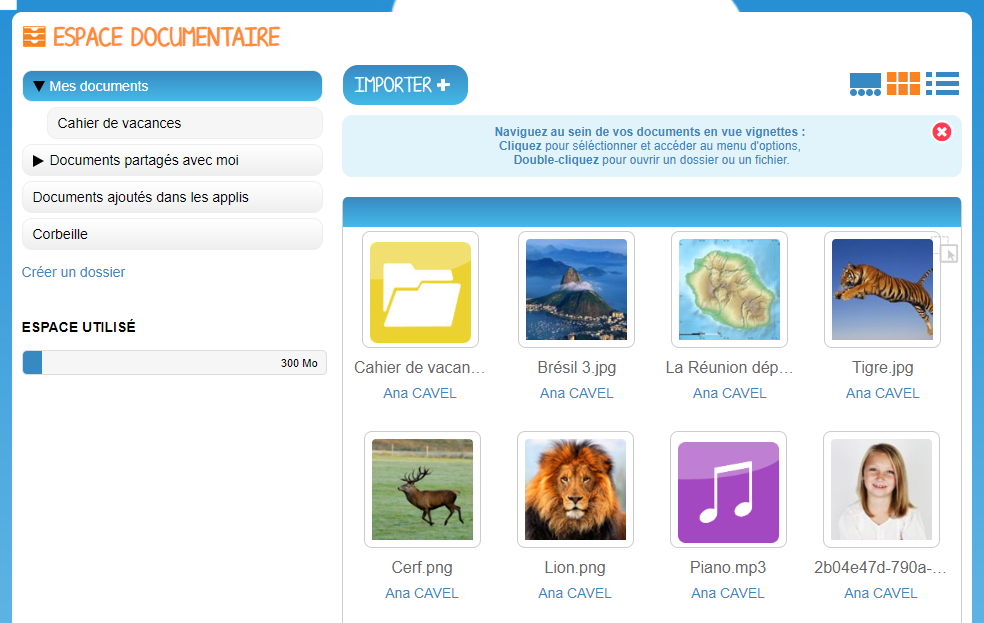 ESPACE DOCUMENTAIRE
Mes documents
Cahier de vacances
Documents partagés avec moi
Documents ajoutés dans les applis
Corbeille
Créer un dossier
ESPACE UTILISÉ
300 Mo
IMPORTER +
Naviguez au sein de vos documents en vue vignettes :
Cliquez pour séléctionner et accéder au menu d'options,
Double-cliquez pour ouvrir un dossier ou un fichier.
Cahier de vacan... Brésil 3.jpg La Réunion dép... Tigre.jpg
Ana CAVEL Ana CAVEL Ana CAVEL Ana CAVEL
Cerf.png Lion.png Piano.mp3 2b04e47d-790a-...
Ana CAVEL Ana CAVEL Ana CAVEL Ana CAVEL